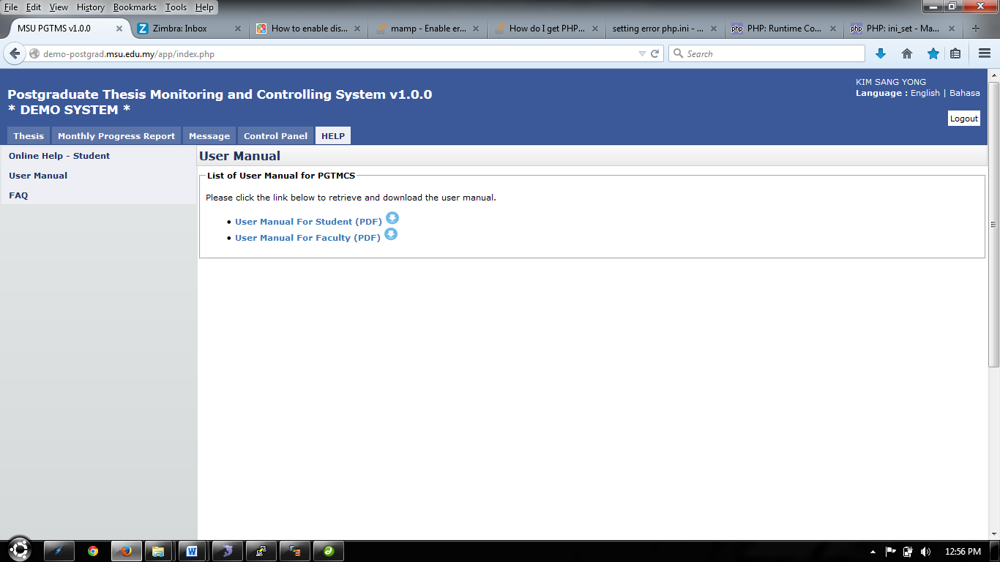 File Edit View History Bookmarks Tools Help
MSU PGTMS v1.0.0
Zimbra: Inbox
How to enable dis...
mamp - Enable er...
How do I get PHP...
setting error php.ini - ...
php PHP: Runtime Co...
php PHP: ini_set - Ma...
demo-postgrad.msu.edu.my/app/index.php
Search
KIM SANG YONG
Language : English | Bahasa
Postgraduate Thesis Monitoring and Controlling System v1.0.0
* DEMO SYSTEM *
Logout
Thesis Monthly Progress Report Message Control Panel HELP
Online Help - Student
User Manual
FAQ
User Manual
List of User Manual for PGTMCS
Please click the link below to retrieve and download the user manual.
• User Manual For Student (PDF)
• User Manual For Faculty (PDF)
12:56 PM